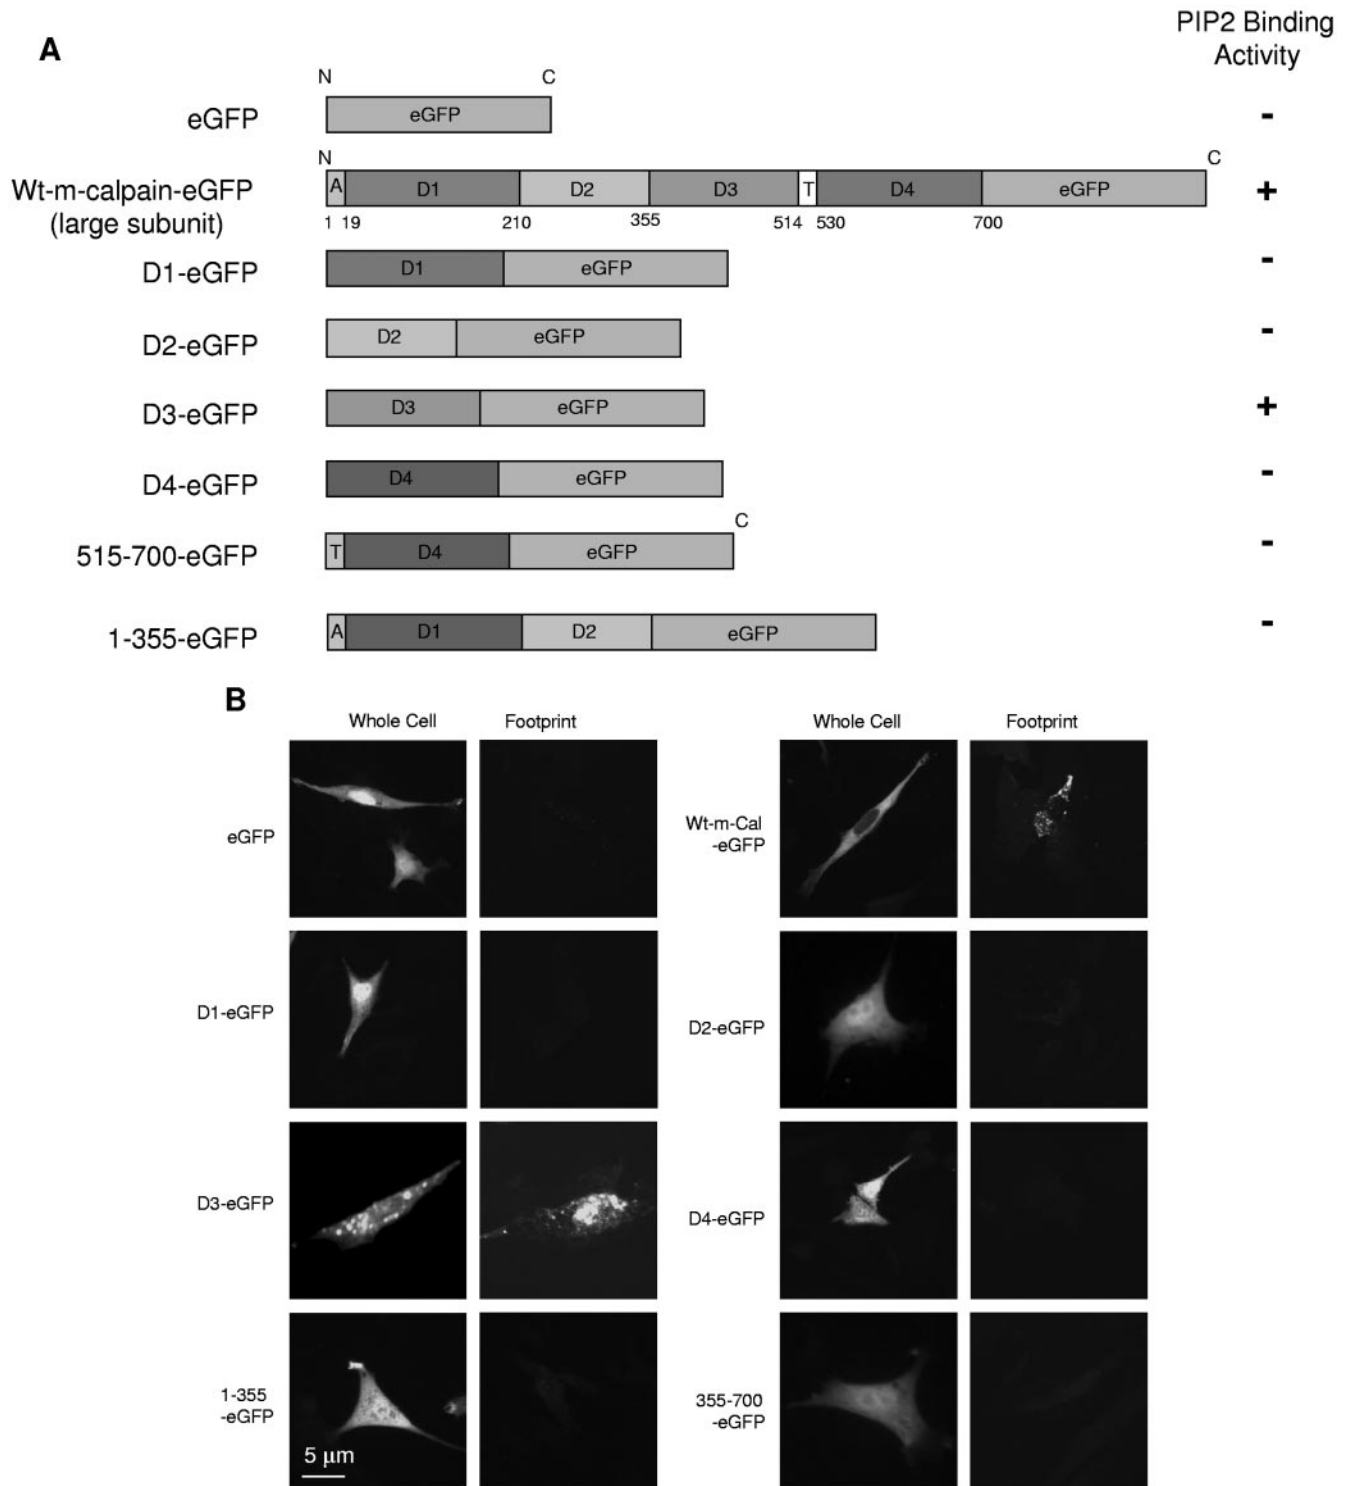 A
PIP2 Binding
Activity
N
C
eGFP
eGFP
-
N
C
Wt-m-calpain-eGFP
(large subunit)
A
D1
D2
D3
T
D4
eGFP
+
1 19
210
355
514
530
700
D1-eGFP
D1
eGFP
-
D2-eGFP
D2
eGFP
-
D3-eGFP
D3
eGFP
+
D4-eGFP
D4
eGFP
-
C
515-700-eGFP
T
D4
eGFP
-
1-355-eGFP
A
D1
D2
eGFP
-
B
Whole Cell
Footprint
Whole Cell
Footprint
eGFP
Wt-m-Cal
-eGFP
D1-eGFP
D2-eGFP
D3-eGFP
D4-eGFP
1-355
-eGFP
355-700
-eGFP
5 μm